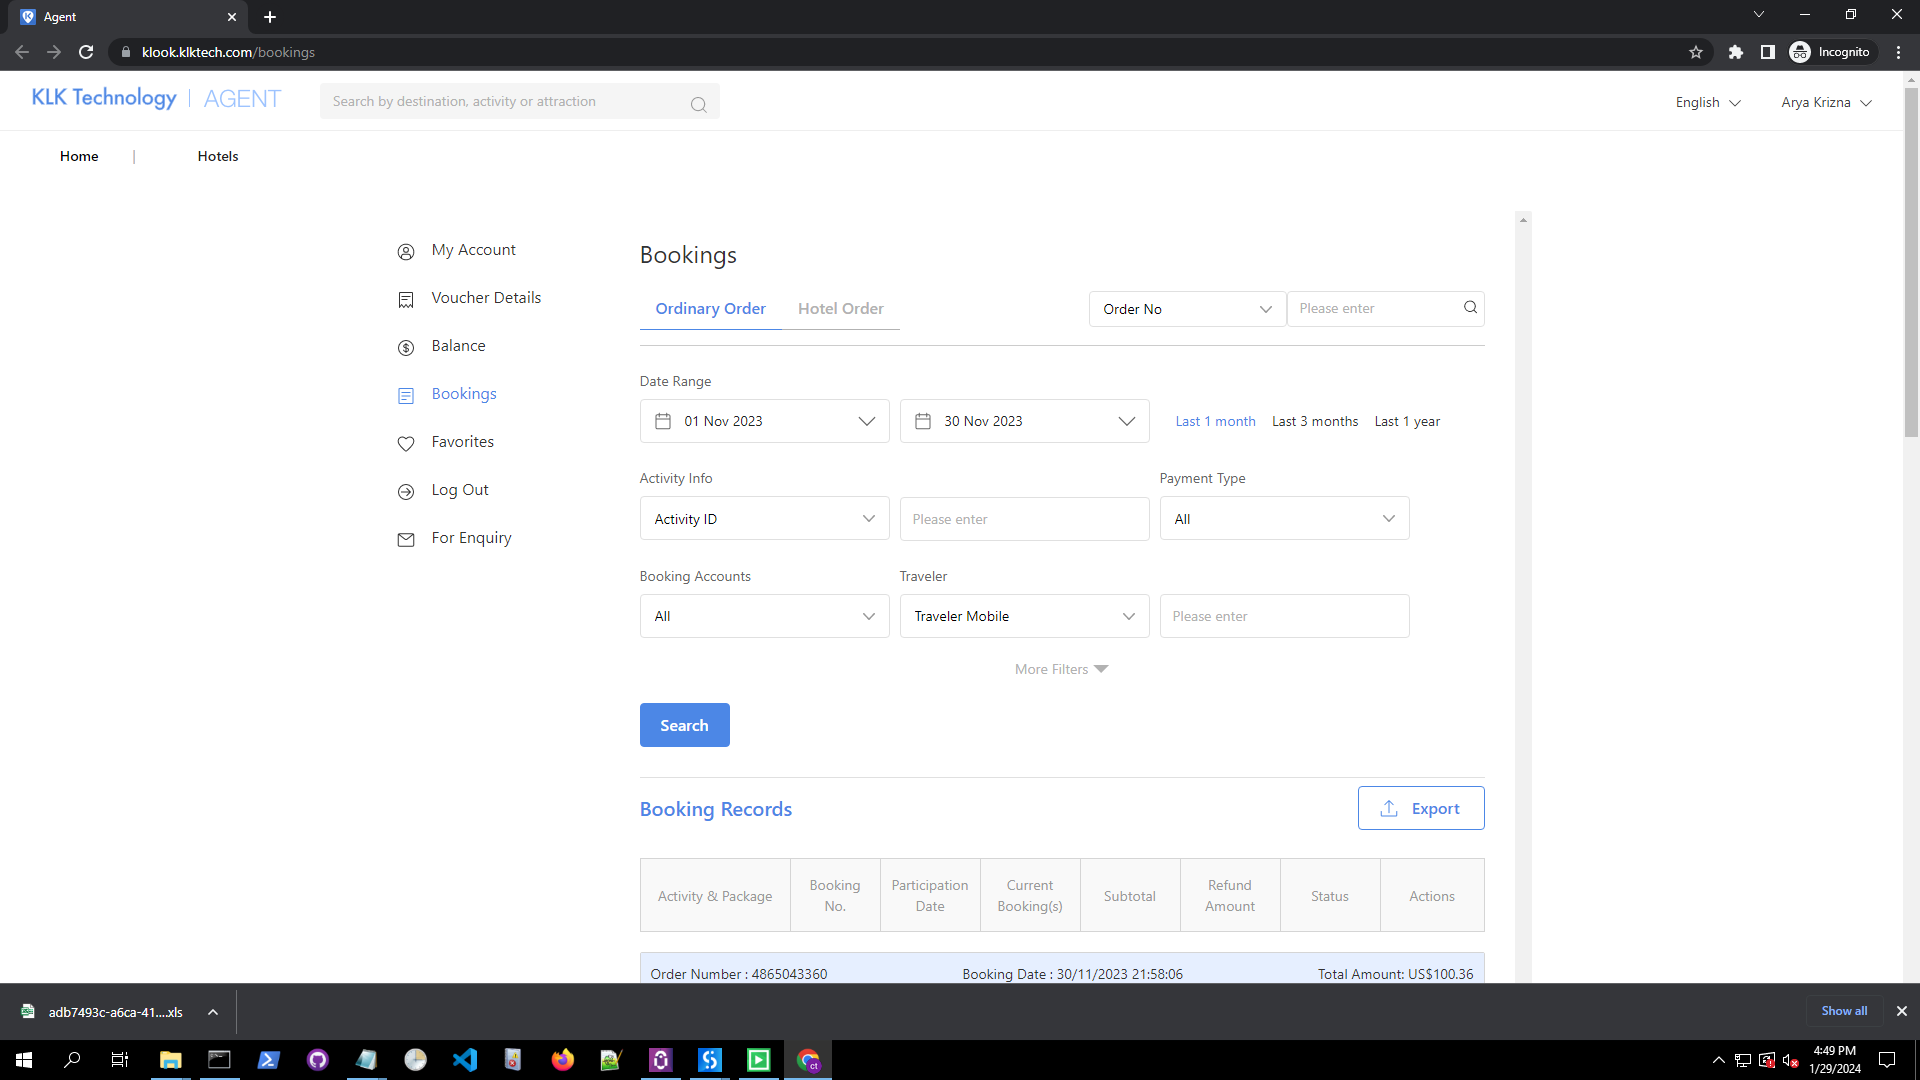 Agent
klook.klktech.com/bookings
Incognito
KLK Technology | AGENT
Search by destination, activity or attraction
English
Arya Krizna
Home | Hotels
My Account
Voucher Details
Balance
Bookings
Favorites
Log Out
For Enquiry
Bookings
Ordinary Order
Hotel Order
Order No
Please enter
Date Range
01 Nov 2023
30 Nov 2023
Last 1 month
Last 3 months
Last 1 year
Activity Info
Payment Type
Activity ID
Please enter
All
Booking Accounts
Traveler
All
Traveler Mobile
Please enter
More Filters
Search
Booking Records
Export
Activity & Package
Booking
No.
Participation
Date
Current
Booking(s)
Subtotal
Refund
Amount
Status
Actions
Order Number : 4865043360
Booking Date : 30/11/2023 21:58:06
Total Amount: US$100.36
adb7493c-a6ca-41....xls
Show all
ct
4:49 PM
1/29/2024